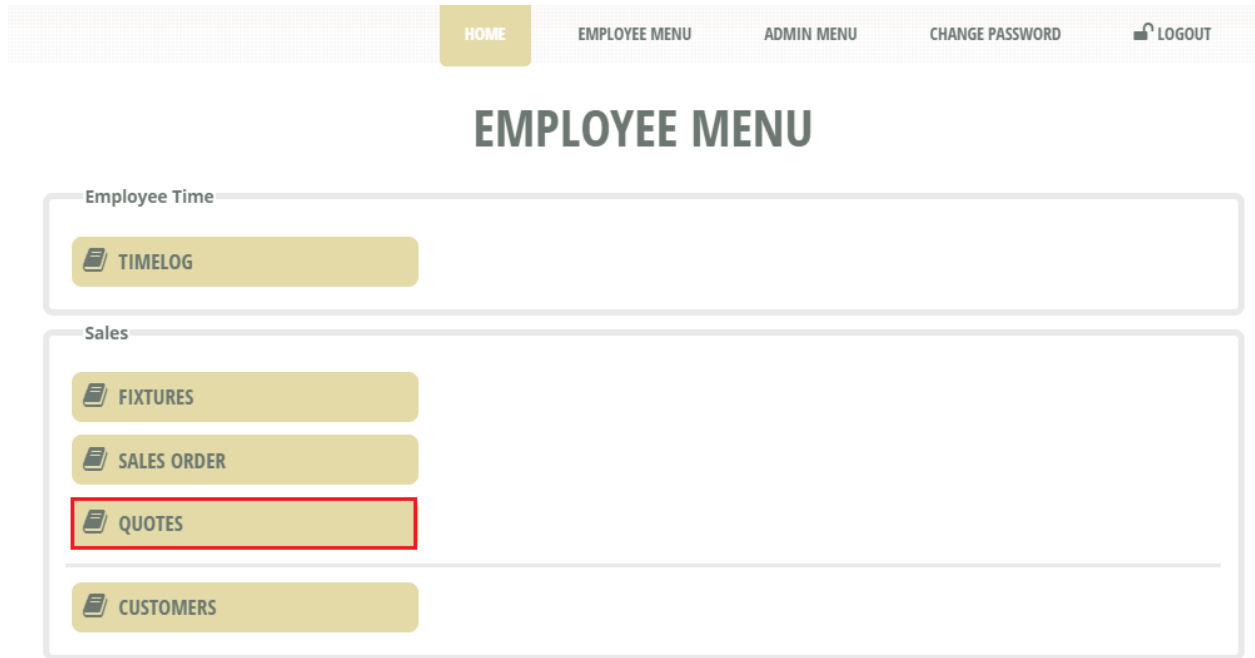 HOME EMPLOYEE MENU ADMIN MENU CHANGE PASSWORD LOGOUT
EMPLOYEE MENU
Employee Time
TIMELOG
Sales
FIXTURES
SALES ORDER
QUOTES
CUSTOMERS